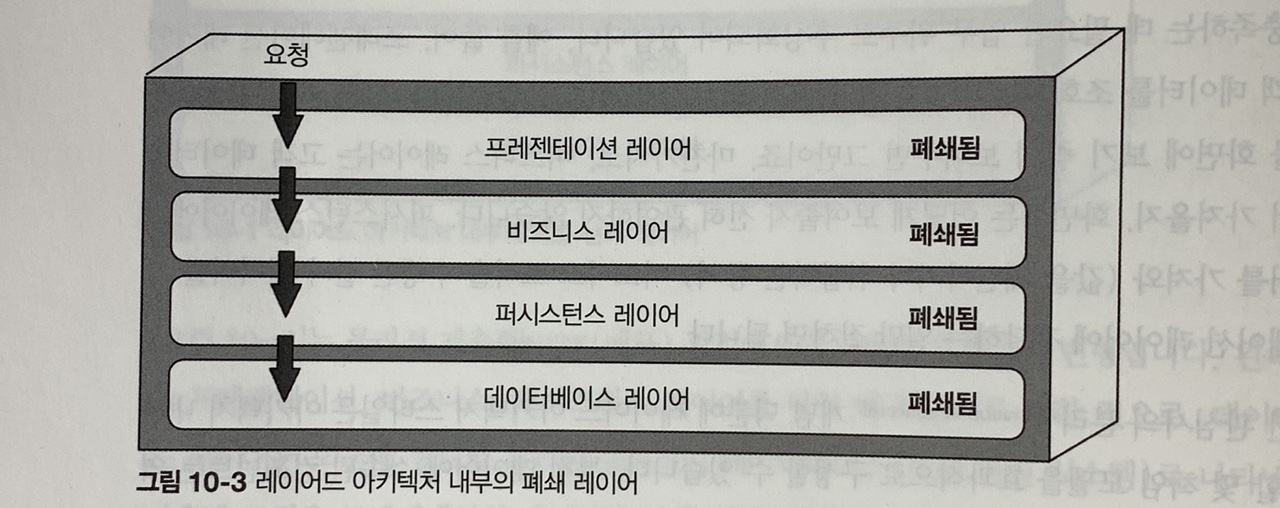 요청
프레젠테이션 레이어 폐쇄됨
비즈니스 레이어 폐쇄됨
퍼시스턴스 레이어 폐쇄됨
데이터베이스 레이어 폐쇄됨
그림 10-3 레이어드 아키텍처 내부의 폐쇄 레이어